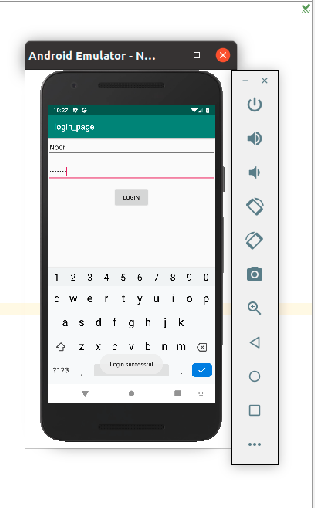 Android Emulator - N...
10:22
login_page
Noor
.......
LOGIN
1 2 3 4 5 6 7 8 9 0
q w e r t y u i o p
a s d f g h j k l
z x c v b n m
Login successful
?123 , .